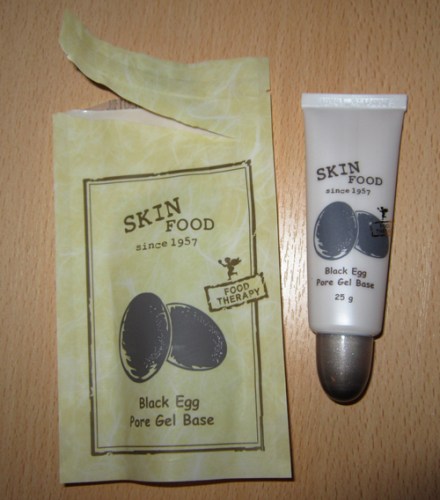 SKIN
FOOD
since 1957
FOOD
THERAPY
Black Egg
Pore Gel Base
SKIN
FOOD
since 1957
Black Egg
Pore Gel Base
25 g